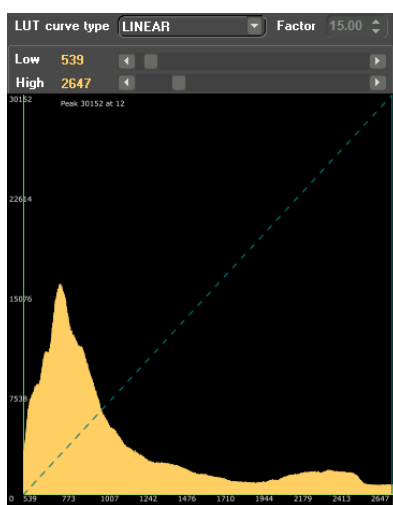 LUT curve type LINEAR Factor 15.00
Low 539
High 2647
30152 Peak 30152 at 12
22614
15076
7538
0 539 773 1007 1242 1476 1710 1944 2179 2413 2647